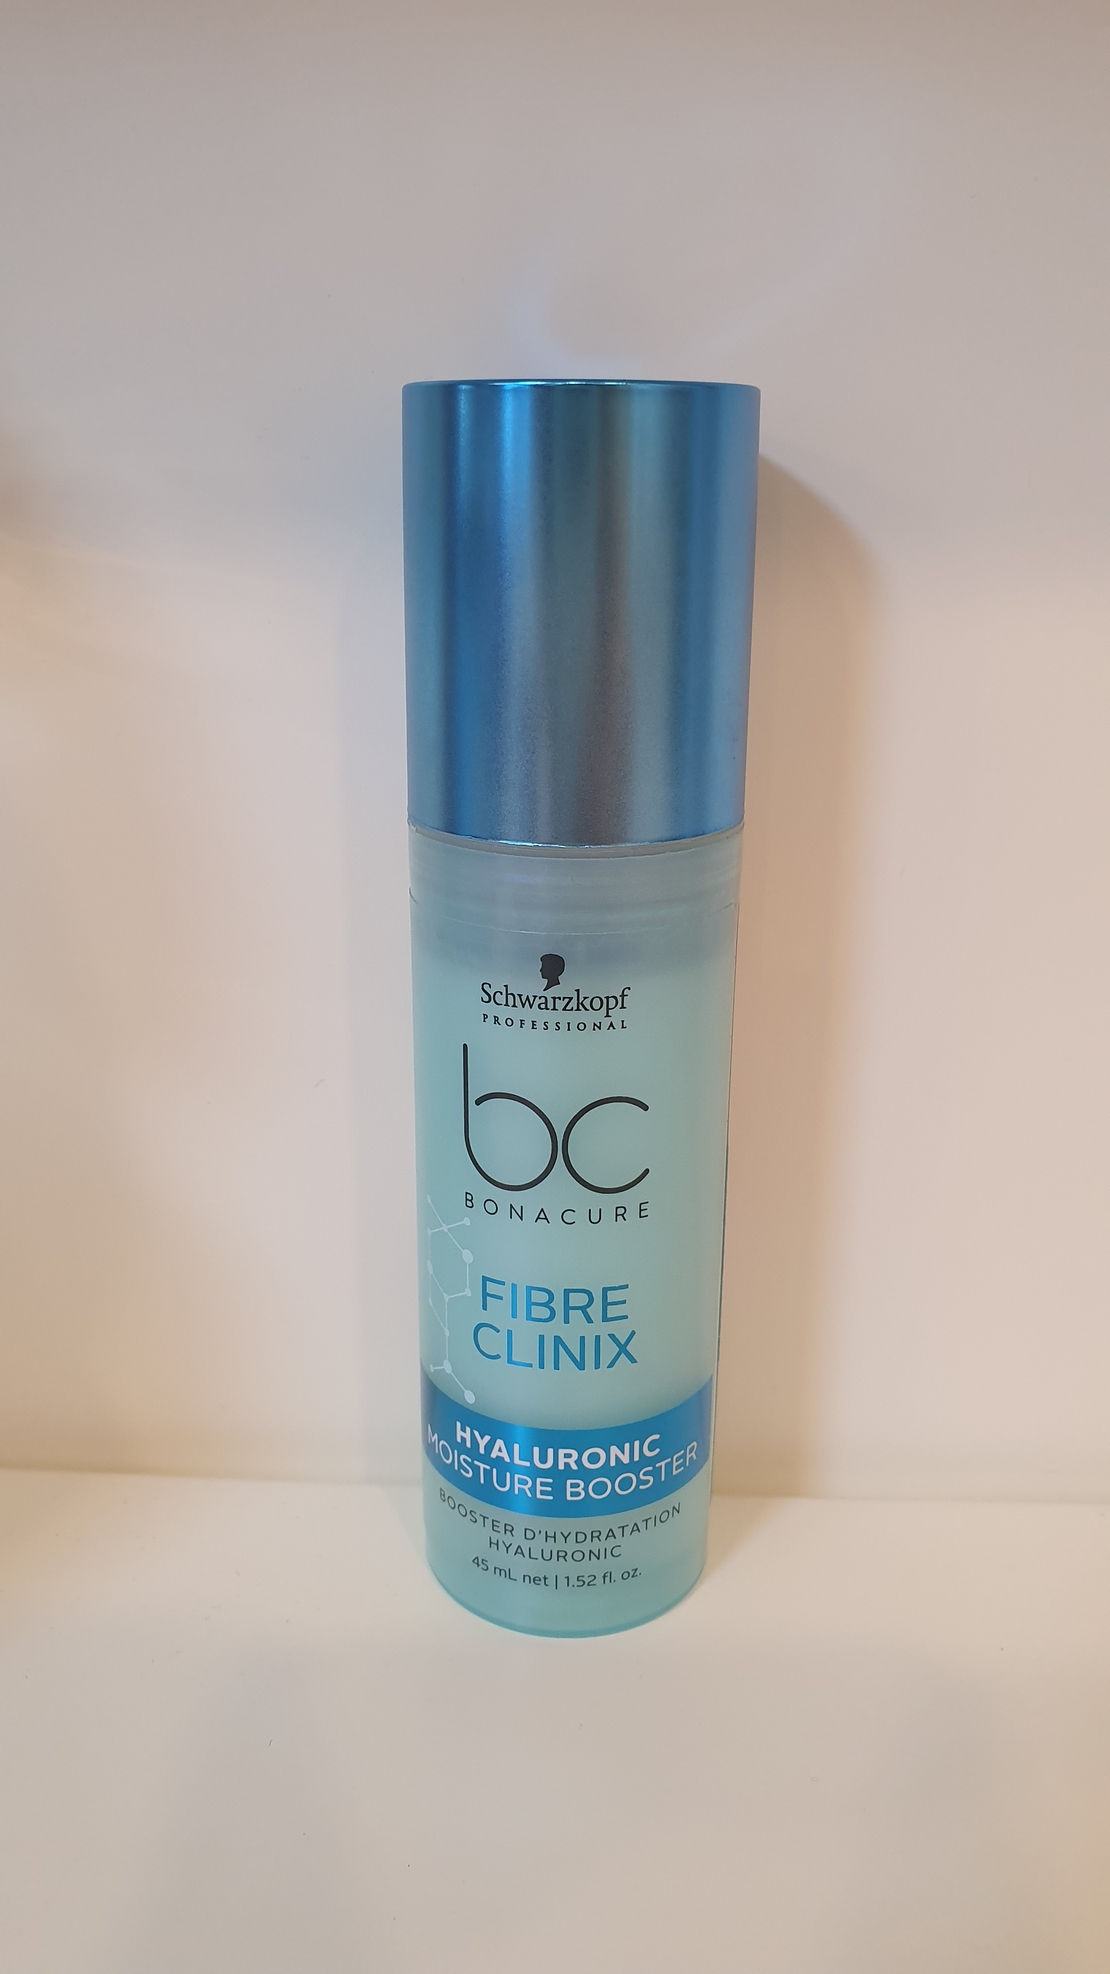 Schwarzkopf
PROFESSIONAL
bc
BONACURE
FIBRE
CLINIX
HYALURONIC
MOISTURE BOOSTER
BOOSTER D'HYDRATATION
HYALURONIC
45 mL net | 1.52 fl. oz.